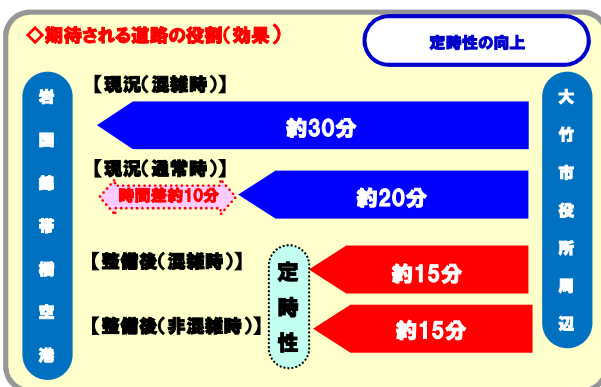 ◇期待される道路の役割(効果)
定時性の向上
岩国錦帯橋空港
大竹市役所周辺
【現況(混雑時)】
約30分
【現況(通常時)】
時間差約10分
約20分
【整備後(混雑時)】
約15分
定時性
【整備後(非混雑時)】
約15分